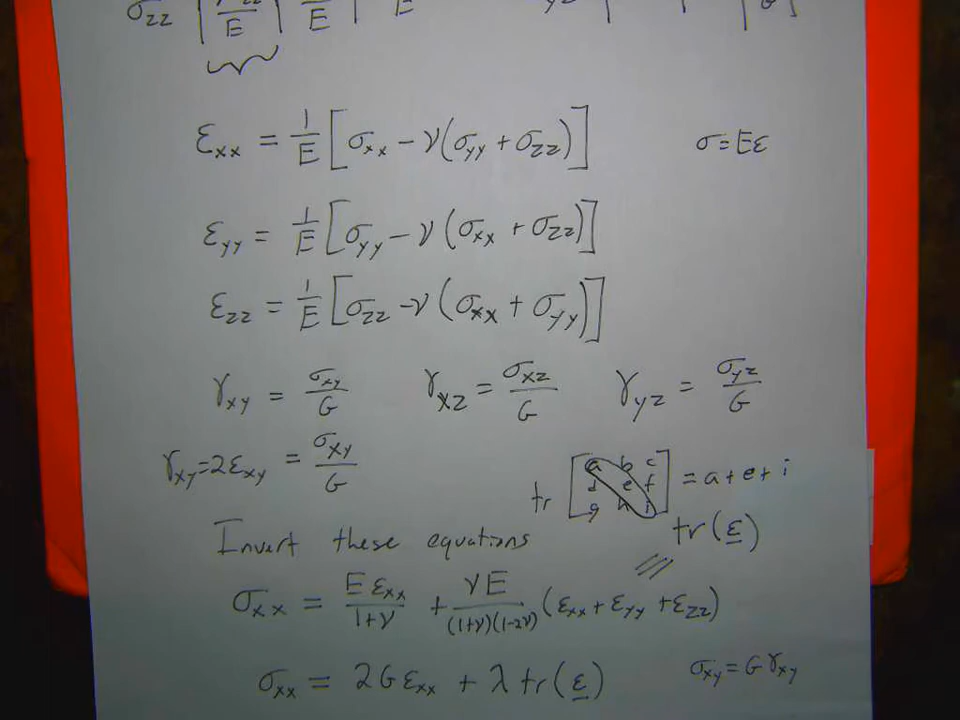 σzz | E | E | E yz | | | G ]
εxx = 1/E [σxx − ν(σyy + σzz)] σ = Eε
εyy = 1/E [σyy − ν(σxx + σzz)]
εzz = 1/E [σzz − ν(σxx + σyy)]
γxy = σxy/G γxz = σxz/G γyz = σyz/G
γxy = 2εxy = σxy/G
tr [a b c
d e f
g h i] = a + e + i
Invert these equations tr(ε)
σxx = Eεxx/1+ν + νE/(1+ν)(1−2ν) (εxx + εyy + εzz)
σxx = 2Gεxx + λ tr(ε) σxy = Gγxy